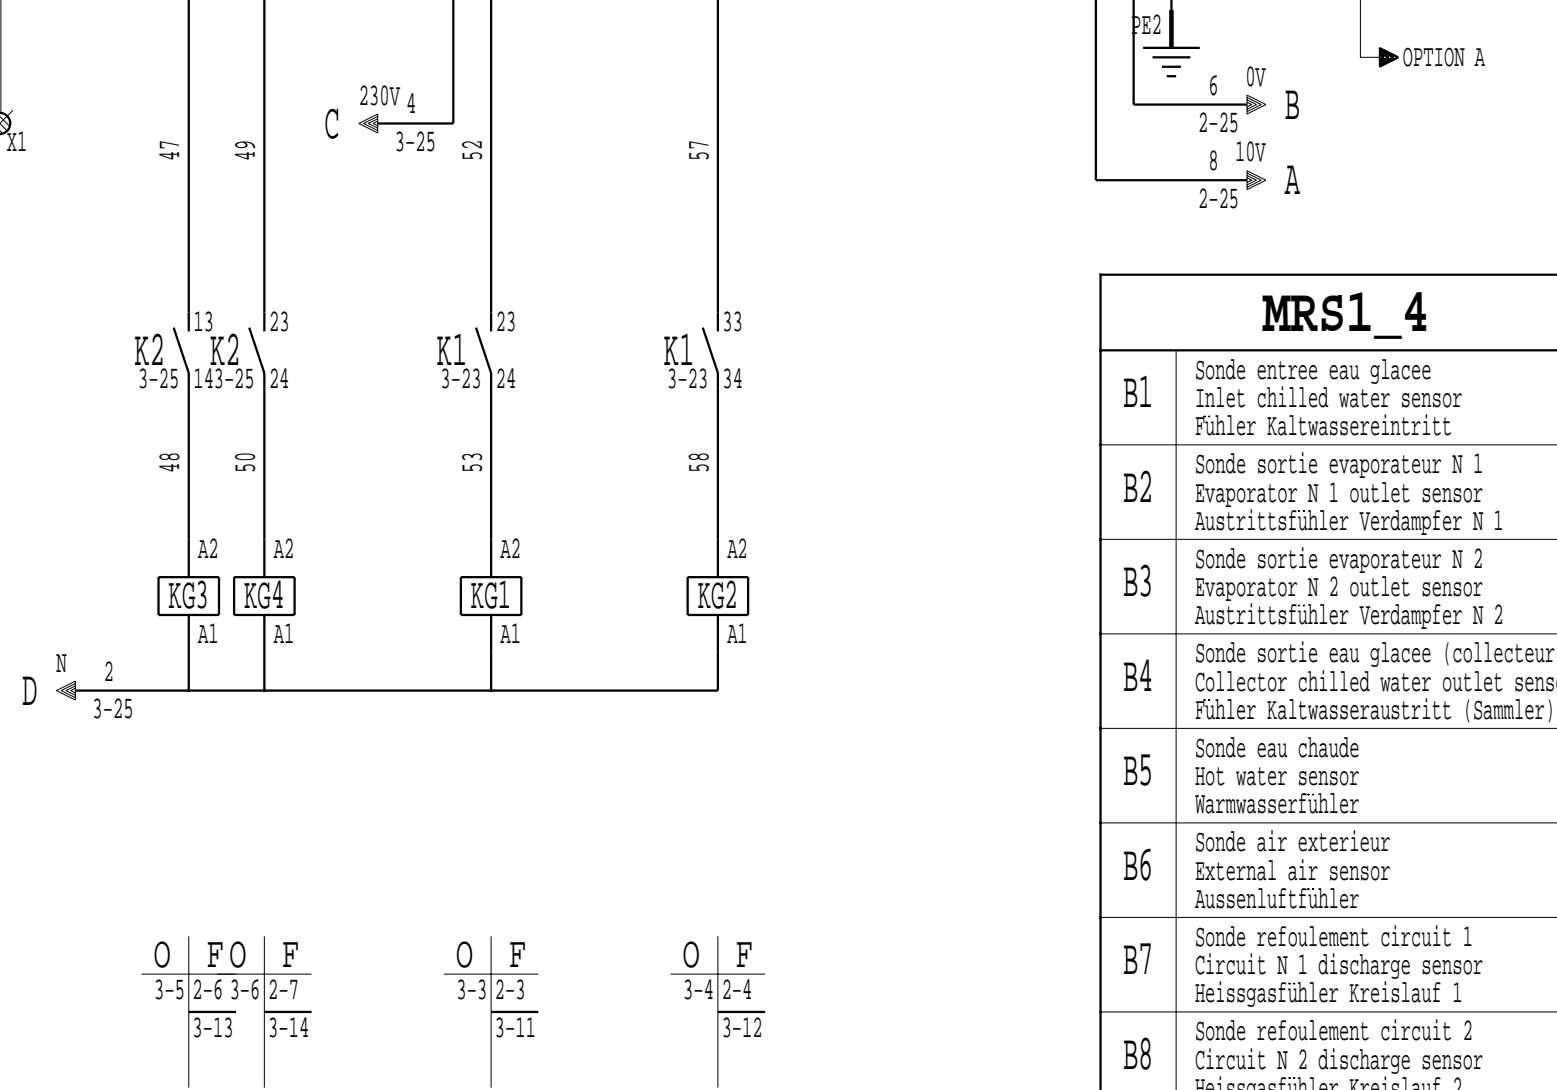 PE2
OPTION A
6 0V
B
2-25
8 10V
A
2-25
X1
230V 4
C
3-25
47
49
52
57
13
23
23
33
K2
K2
K1
K1
3-25
14
3-25
24
3-23
24
3-23
34
48
50
53
58
A2
A2
A2
A2
KG3
KG4
KG1
KG2
A1
A1
A1
A1
N 2
D
3-25
O F O F O F O F
3-5 2-6 3-6 2-7 3-3 2-3 3-4 2-4
3-13 3-14 3-11 3-12
MRS1_4
B1
Sonde entree eau glacee
Inlet chilled water sensor
Fühler Kaltwassereintritt
B2
Sonde sortie evaporateur N 1
Evaporator N 1 outlet sensor
Austrittsfühler Verdampfer N 1
B3
Sonde sortie evaporateur N 2
Evaporator N 2 outlet sensor
Austrittsfühler Verdampfer N 2
B4
Sonde sortie eau glacee (collecteur
Collector chilled water outlet
Fühler Kaltwasseraustritt (Sammler)
B5
Sonde eau chaude
Hot water sensor
Warmwasserfühler
B6
Sonde air exterieur
External air sensor
Aussenluftfühler
B7
Sonde refoulement circuit 1
Circuit N 1 discharge sensor
Heissgasfühler Kreislauf 1
B8
Sonde refoulement circuit 2
Circuit N 2 discharge sensor
Heissgasfühler Kreislauf 2